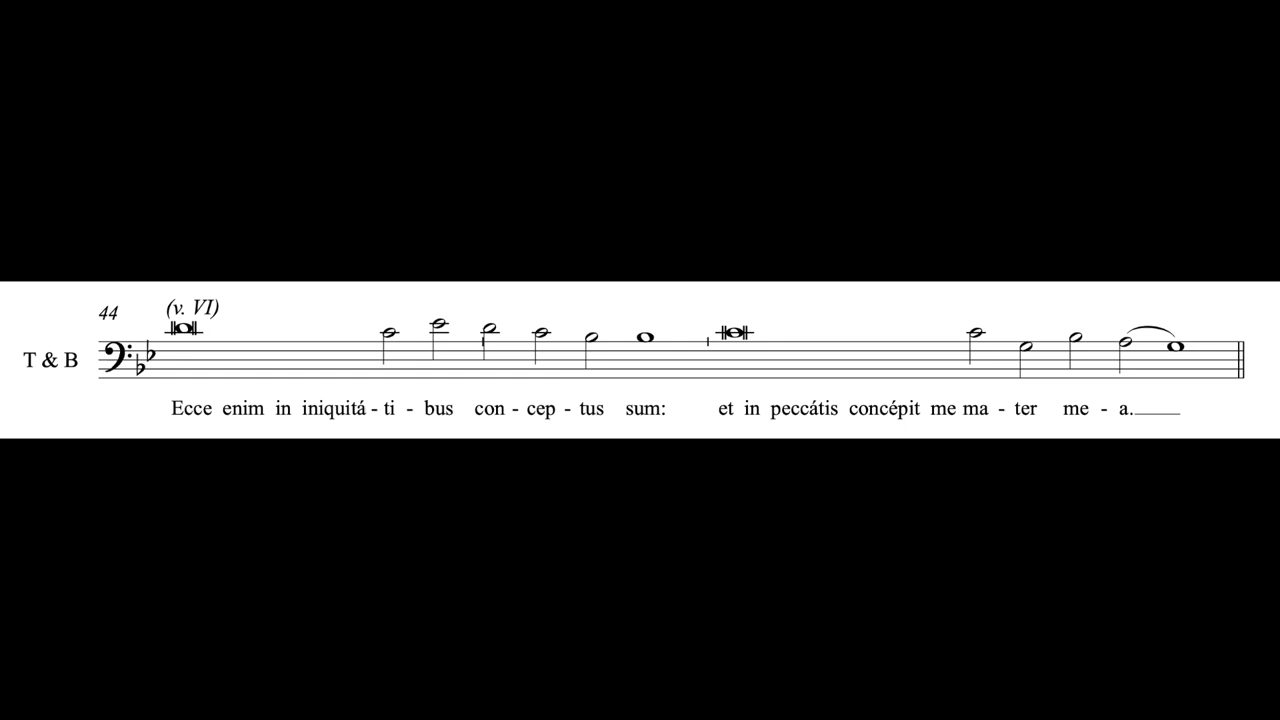 44 (v. VI)
T & B
Ecce enim in iniquitá - ti - bus con - cep - tus sum: et in peccátis concépit me ma - ter me - a.